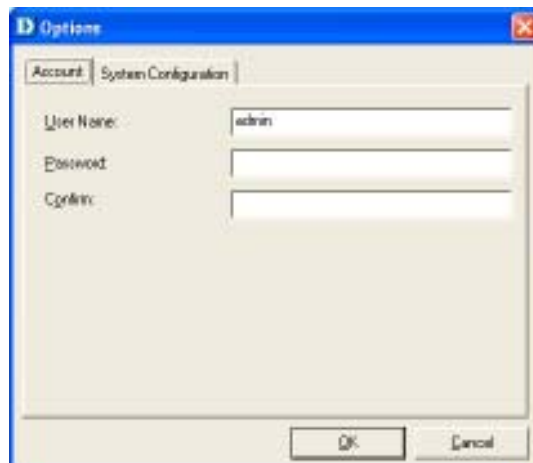 D Options
Account System Configuration
User Name: admin
Password:
Confirm:
OK Cancel